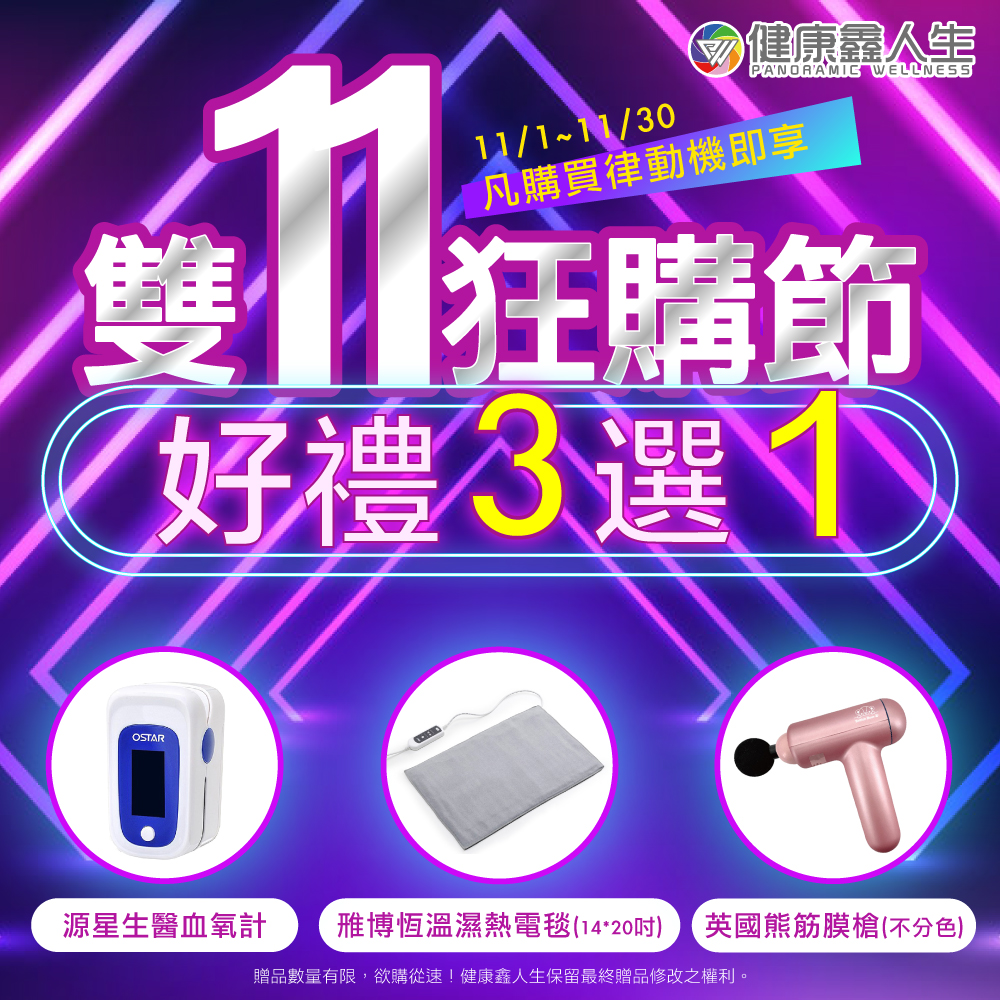 健康鑫人生
PANORAMIC WELLNESS
11/1~11/30
凡購買律動機即享
雙11狂購節
好禮3選1
OSTAR
源星生醫血氧計
雅博恆溫濕熱電毯(14*20吋)
英國熊筋膜槍(不分色)
贈品數量有限，欲購從速！健康鑫人生保留最終贈品修改之權利。